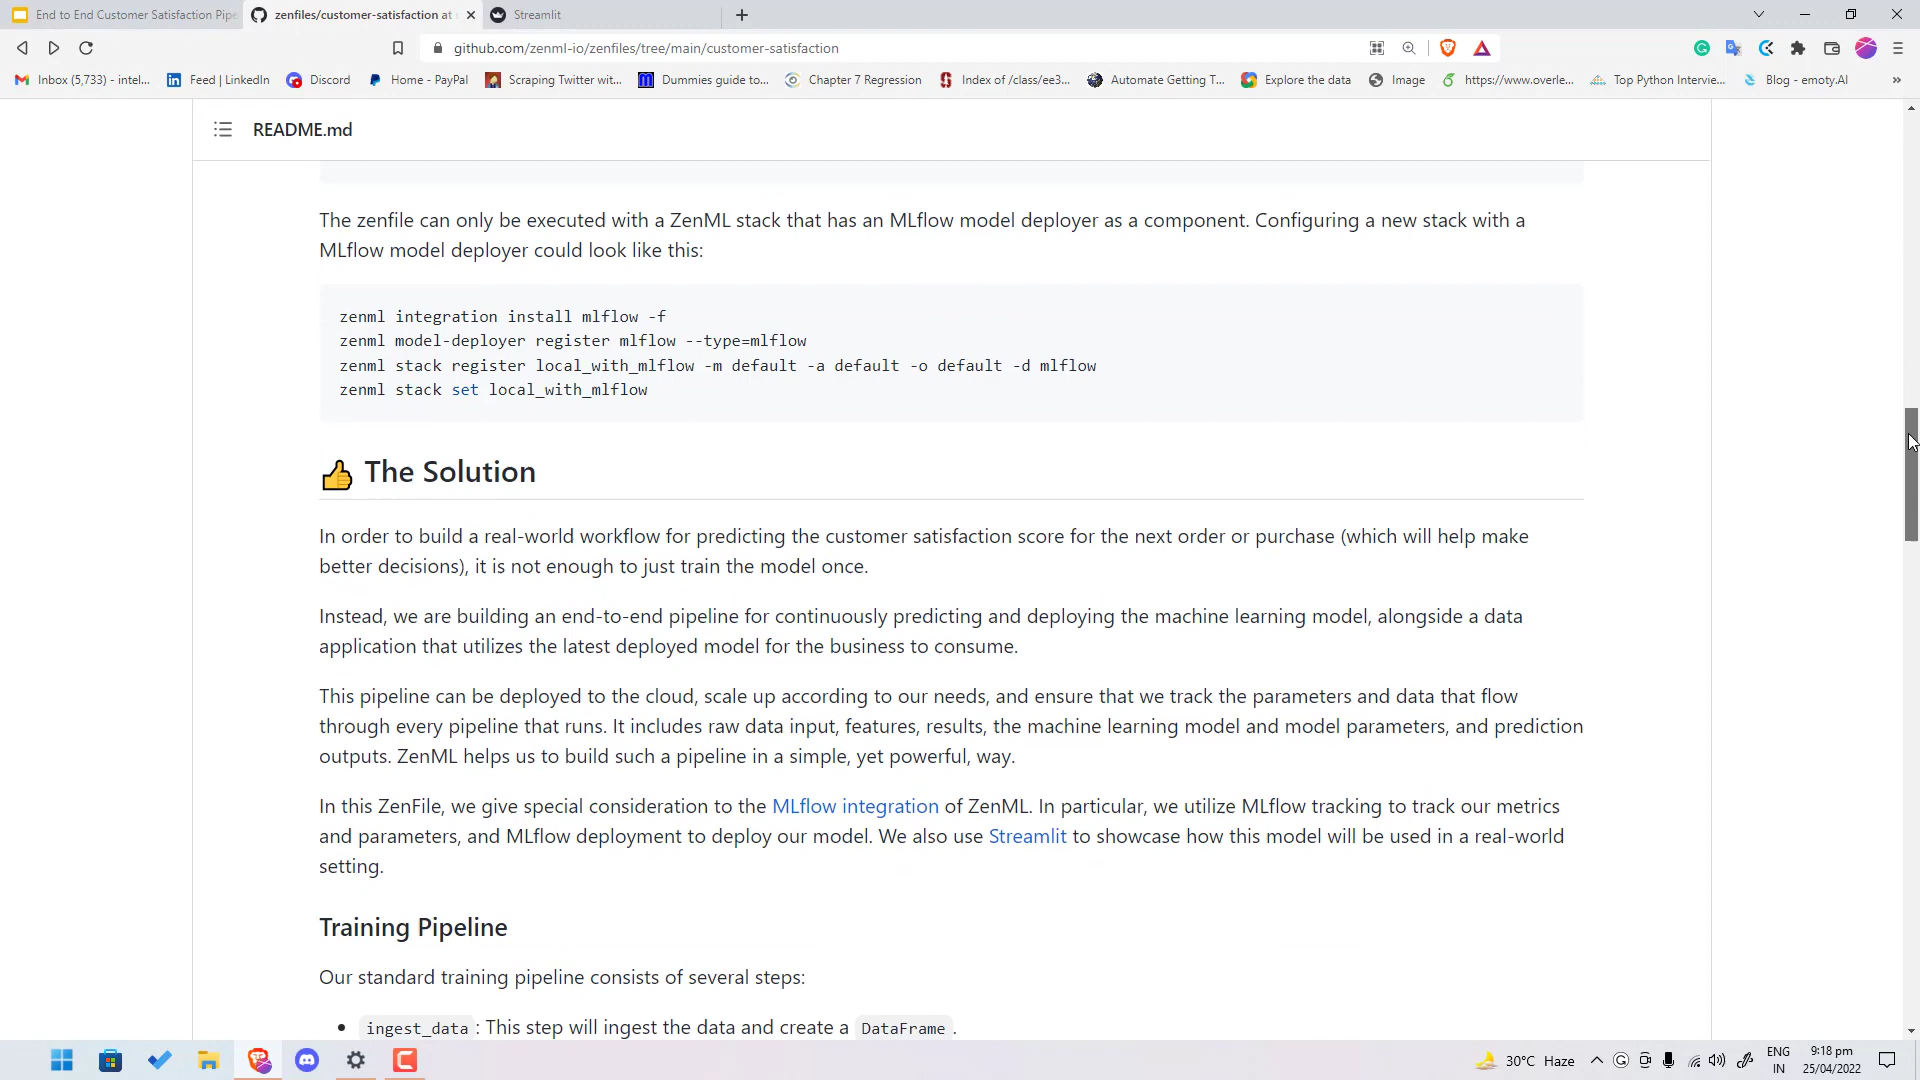 End to End Customer Satisfaction Pipe
zenfiles/customer-satisfaction at
Streamlit
github.com/zenml-io/zenfiles/tree/main/customer-satisfaction
Inbox (5,733) - intel...
Feed | LinkedIn
Discord
Home - PayPal
Scraping Twitter wit...
Dummies guide to...
Chapter 7 Regression
Index of /class/ee3...
Automate Getting T...
Explore the data
Image
https://www.overle...
Top Python Intervie...
Blog - emoty.AI
README.md
The zenfile can only be executed with a ZenML stack that has an MLflow model deployer as a component. Configuring a new stack with a
MLflow model deployer could look like this:
zenml integration install mlflow -f
zenml model-deployer register mlflow --type=mlflow
zenml stack register local_with_mlflow -m default -a default -o default -d mlflow
zenml stack set local_with_mlflow
👍 The Solution
In order to build a real-world workflow for predicting the customer satisfaction score for the next order or purchase (which will help make
better decisions), it is not enough to just train the model once.
Instead, we are building an end-to-end pipeline for continuously predicting and deploying the machine learning model, alongside a data
application that utilizes the latest deployed model for the business to consume.
This pipeline can be deployed to the cloud, scale up according to our needs, and ensure that we track the parameters and data that flow
through every pipeline that runs. It includes raw data input, features, results, the machine learning model and model parameters, and prediction
outputs. ZenML helps us to build such a pipeline in a simple, yet powerful, way.
In this ZenFile, we give special consideration to the MLflow integration of ZenML. In particular, we utilize MLflow tracking to track our metrics
and parameters, and MLflow deployment to deploy our model. We also use Streamlit to showcase how this model will be used in a real-world
setting.
Training Pipeline
Our standard training pipeline consists of several steps:
• ingest_data : This step will ingest the data and create a DataFrame .
30°C Haze
ENG
IN
9:18 pm
25/04/2022